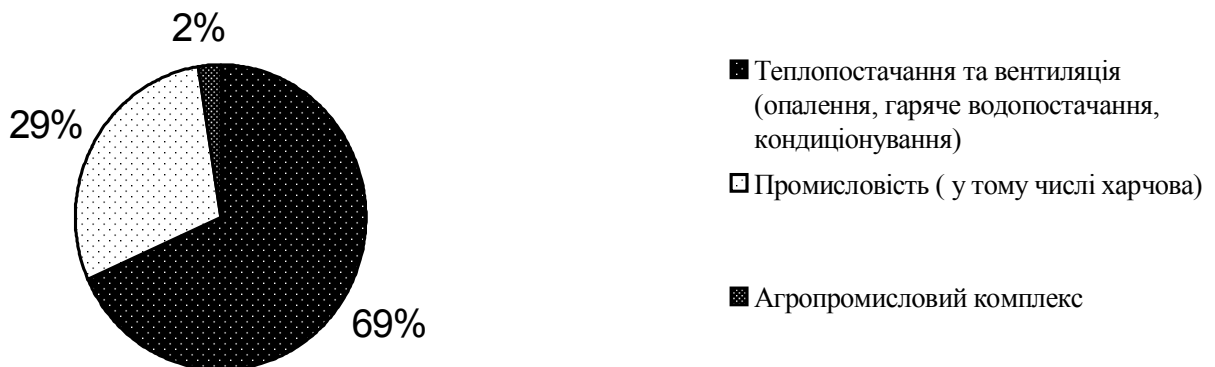 2%
29%
69%
Теплопостачання та вентиляція
(опалення, гаряче водопостачання,
кондиціонування)
Промисловість ( у тому числі харчова)
Агропромисловий комплекс